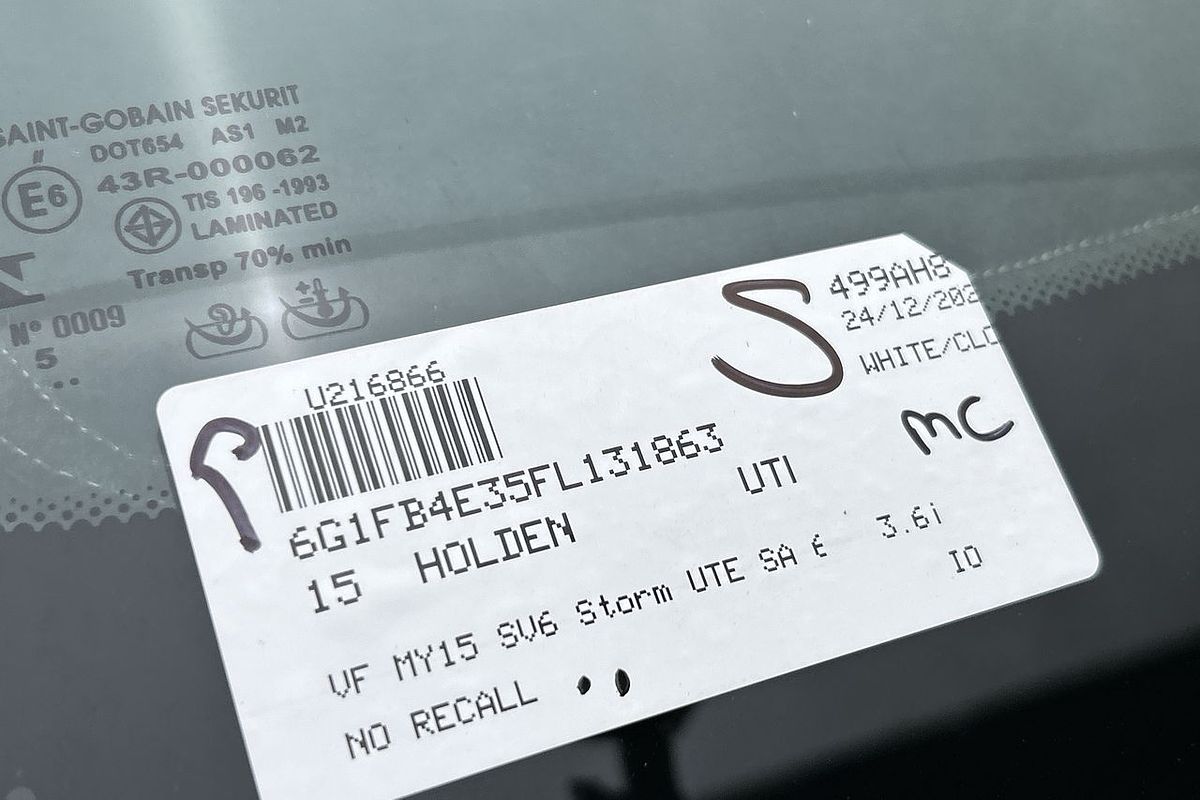 SAINT-GOBAIN SEKURIT
DOT654 AS1 M2
E6
43R-000062
TIS 196 -1993
LAMINATED
Transp 70% min
N° 0009
5
P
U216866
S
499AH8
24/12/202
WHITE/CLO
MC
6G1FB4E35FL131863
UTI
15 HOLDEN
VF MY15 SV6 Storm UTE SA 6 3.6i
IO
NO RECALL